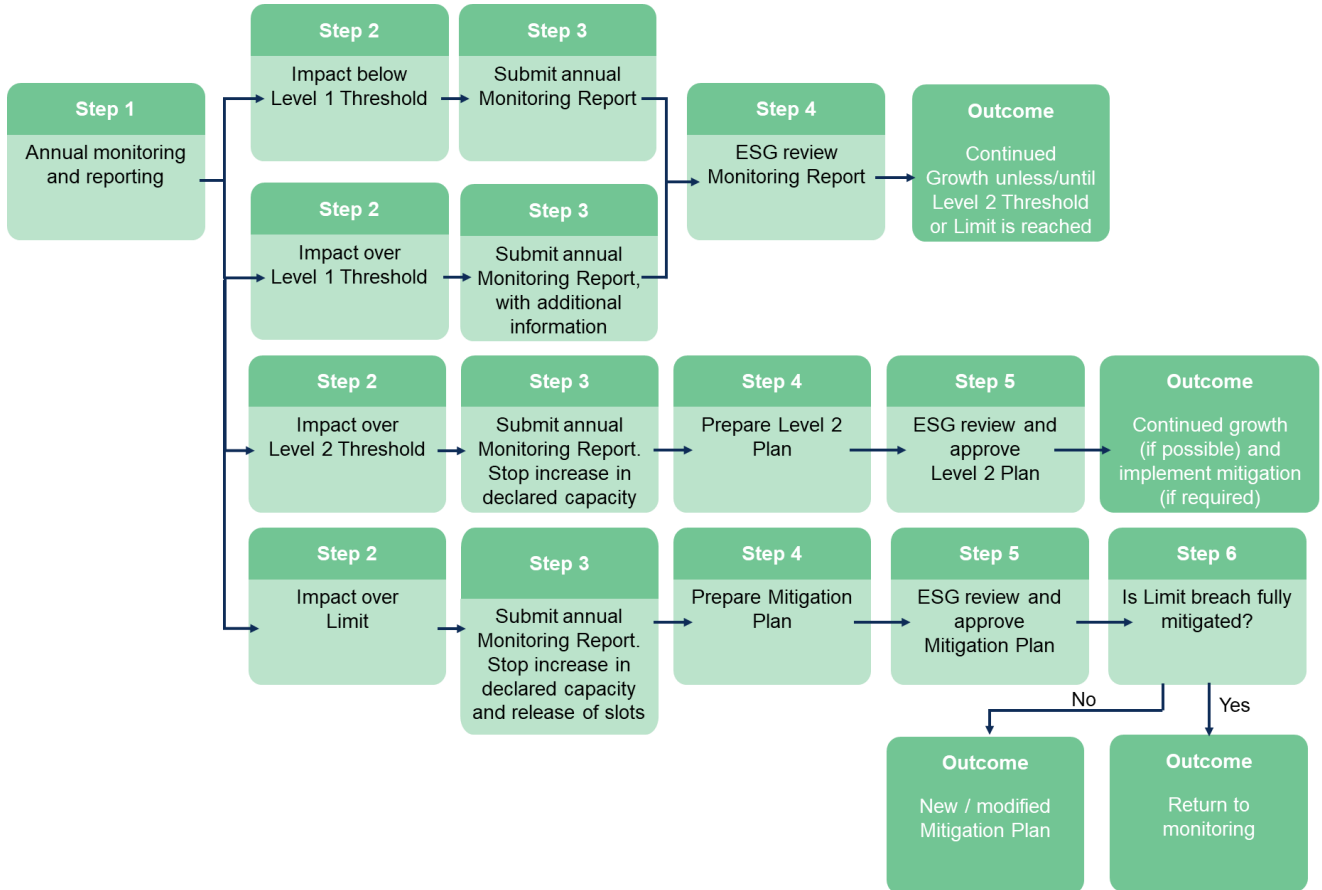 Step 1
Annual monitoring
and reporting
Step 2
Impact below
Level 1 Threshold
Step 3
Submit annual
Monitoring Report
Step 2
Impact over
Level 1 Threshold
Step 3
Submit annual
Monitoring Report,
with additional
information
Step 4
ESG review
Monitoring Report
Outcome
Continued
Growth unless/until
Level 2 Threshold
or Limit is reached
Step 2
Impact over
Level 2 Threshold
Step 3
Submit annual
Monitoring Report.
Stop increase in
declared capacity
Step 4
Prepare Level 2
Plan
Step 5
ESG review and
approve
Level 2 Plan
Outcome
Continued growth
(if possible) and
implement mitigation
(if required)
Step 2
Impact over
Limit
Step 3
Submit annual
Monitoring Report.
Stop increase in
declared capacity
and release of slots
Step 4
Prepare Mitigation
Plan
Step 5
ESG review and
approve
Mitigation Plan
Step 6
Is Limit breach fully
mitigated?
No
Yes
Outcome
New / modified
Mitigation Plan
Outcome
Return to
monitoring